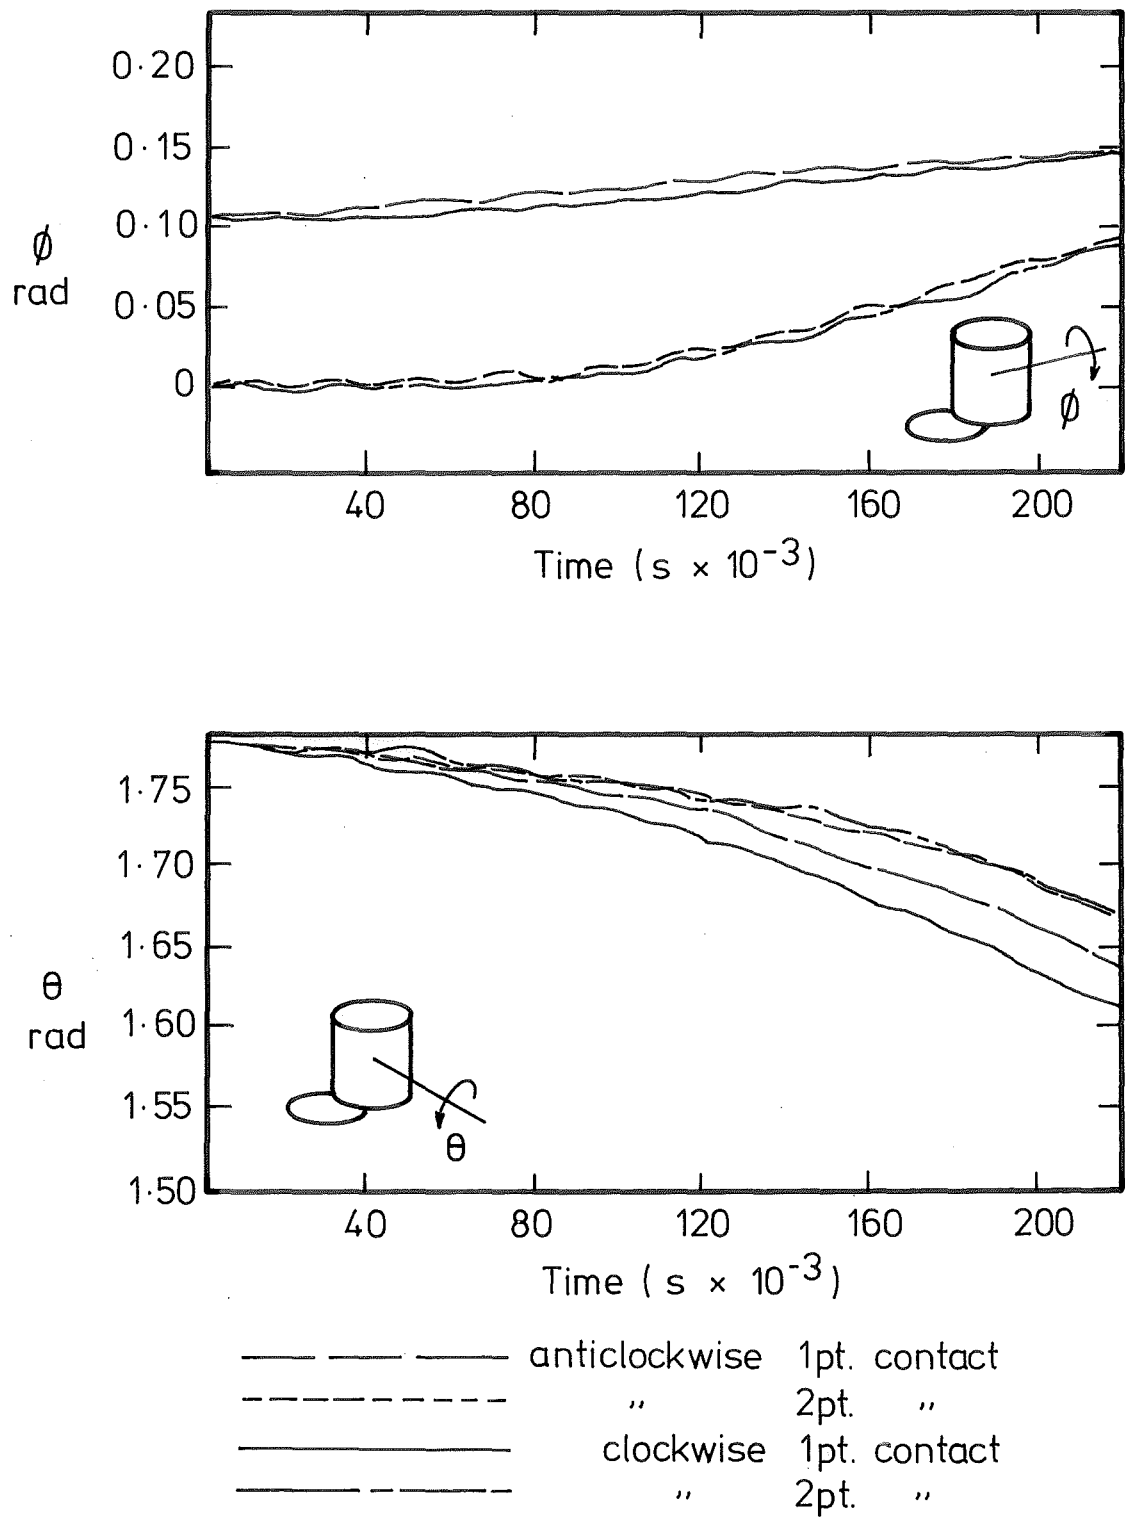 0·20
0·15
0·10
0·05
0
ϕ
rad
40 80 120 160 200
Time (s × 10⁻³)
ϕ
1·75
1·70
1·65
1·60
1·55
1·50
θ
rad
40 80 120 160 200
Time (s × 10⁻³)
θ
anticlockwise 1pt. contact
" 2pt. "
clockwise 1pt. contact
" 2pt. "